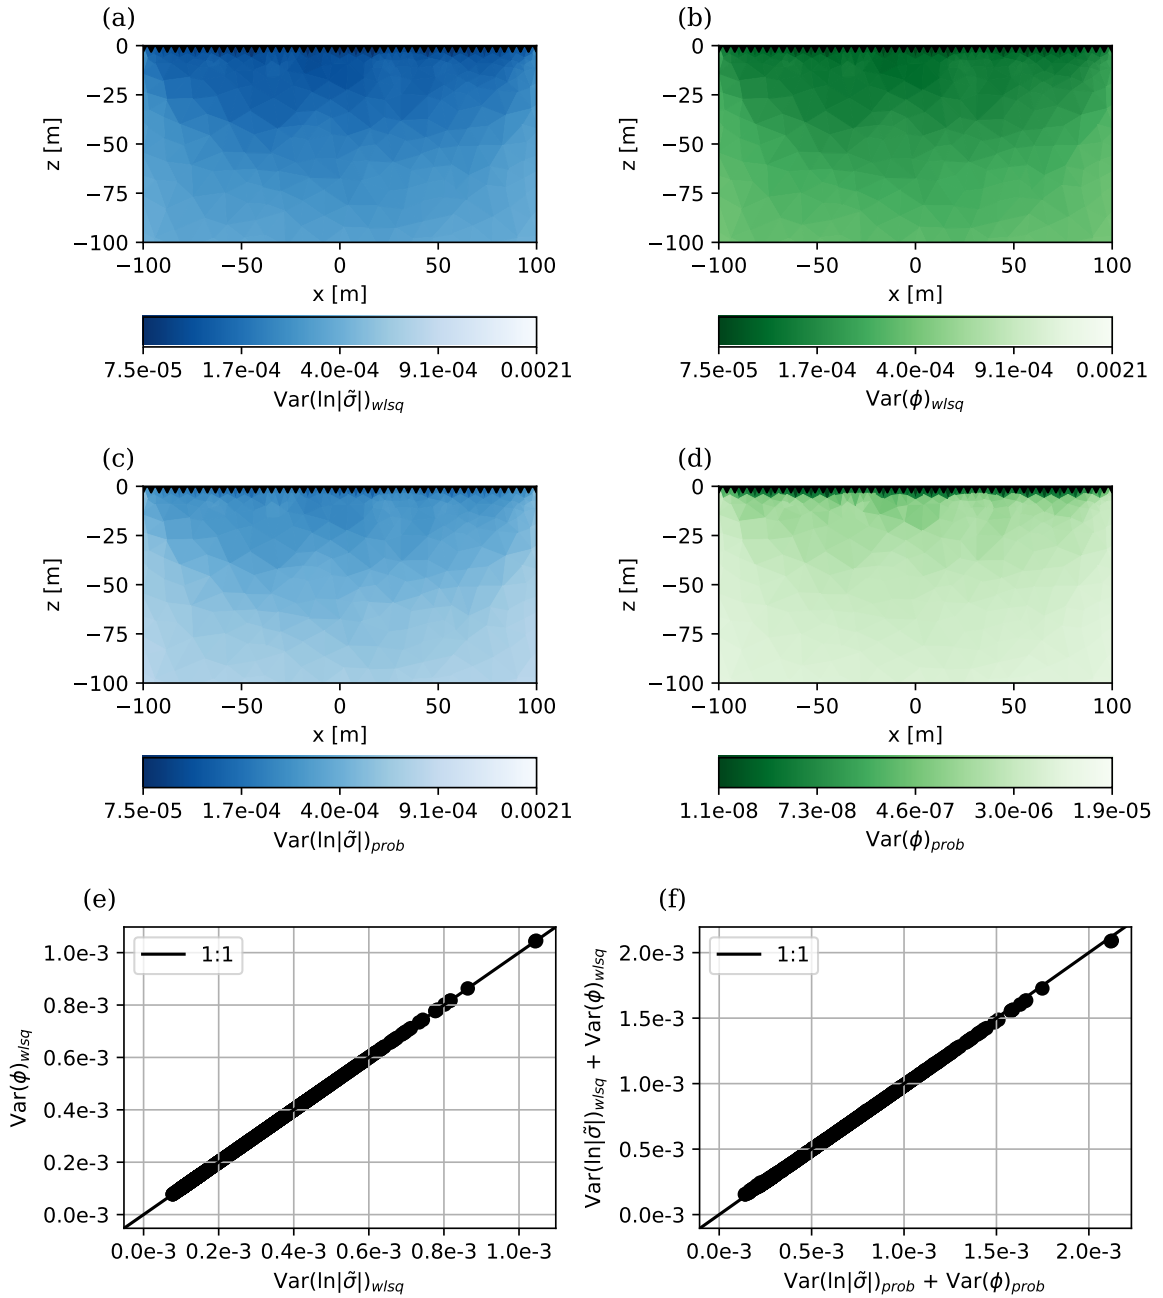 (a)
(b)
z [m]
0
−25
−50
−75
−100
−100 −50 0 50 100
x [m]
7.5e-05 1.7e-04 4.0e-04 9.1e-04 0.0021
Var(ln|σ̃|)wlsq
z [m]
0
−25
−50
−75
−100
−100 −50 0 50 100
x [m]
7.5e-05 1.7e-04 4.0e-04 9.1e-04 0.0021
Var(ϕ)wlsq
(c)
(d)
z [m]
0
−25
−50
−75
−100
−100 −50 0 50 100
x [m]
7.5e-05 1.7e-04 4.0e-04 9.1e-04 0.0021
Var(ln|σ̃|)prob
z [m]
0
−25
−50
−75
−100
−100 −50 0 50 100
x [m]
1.1e-08 7.3e-08 4.6e-07 3.0e-06 1.9e-05
Var(ϕ)prob
(e)
(f)
Var(ϕ)wlsq
1:1
1.0e-3
0.8e-3
0.6e-3
0.4e-3
0.2e-3
0.0e-3
0.0e-3 0.2e-3 0.4e-3 0.6e-3 0.8e-3 1.0e-3
Var(ln|σ̃|)wlsq
Var(ln|σ̃|)wlsq + Var(ϕ)wlsq
1:1
2.0e-3
1.5e-3
1.0e-3
0.5e-3
0.0e-3
0.0e-3 0.5e-3 1.0e-3 1.5e-3 2.0e-3
Var(ln|σ̃|)prob + Var(ϕ)prob